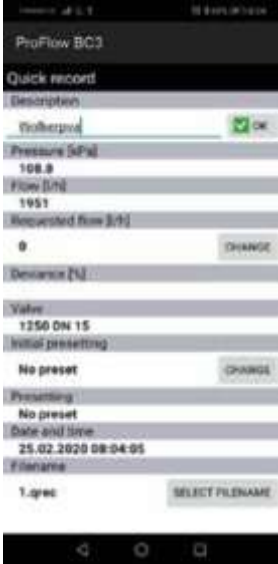 ProFlow BC3
Quick record
Description
OK
Pressure [kPa]
108.8
Flow [l/h]
1951
Requested flow [l/h]
0
CHANGE
Deviance [%]
Valve
1250 DN 15
Initial presetting
No preset
CHANGE
Presetting
No preset
Date and time
25.02.2020 08:04:05
Filename
1.qrec
SELECT FILENAME